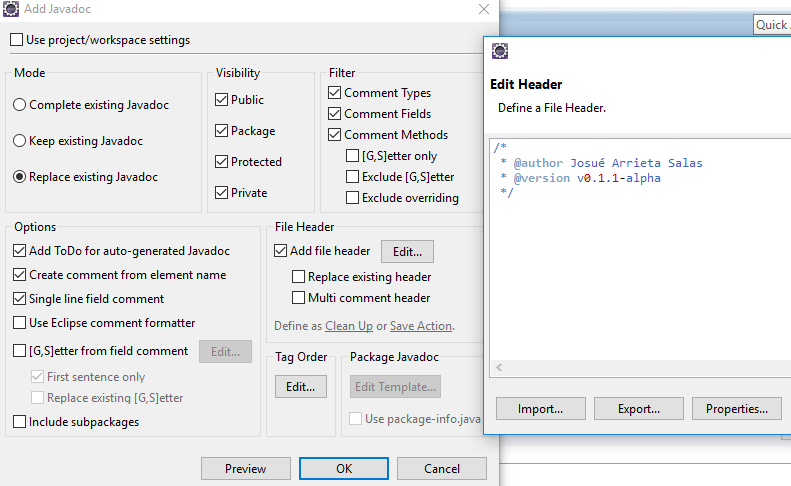 Add Javadoc
Use project/workspace settings
Mode
Complete existing Javadoc
Keep existing Javadoc
Replace existing Javadoc
Visibility
Public
Package
Protected
Private
Filter
Comment Types
Comment Fields
Comment Methods
[G,S]etter only
Exclude [G,S]etter
Exclude overriding
Options
Add ToDo for auto-generated Javadoc
Create comment from element name
Single line field comment
Use Eclipse comment formatter
[G,S]etter from field comment Edit...
First sentence only
Replace existing [G,S]etter
Include subpackages
File Header
Add file header Edit...
Replace existing header
Multi comment header
Define as Clean Up or Save Action.
Tag Order
Edit...
Package Javadoc
Edit Template...
Use package-info.java
Preview OK Cancel
Quick
Edit Header
Define a File Header.
/*
* @author Josué Arrieta Salas
* @version v0.1.1-alpha
*/
Import... Export... Properties...